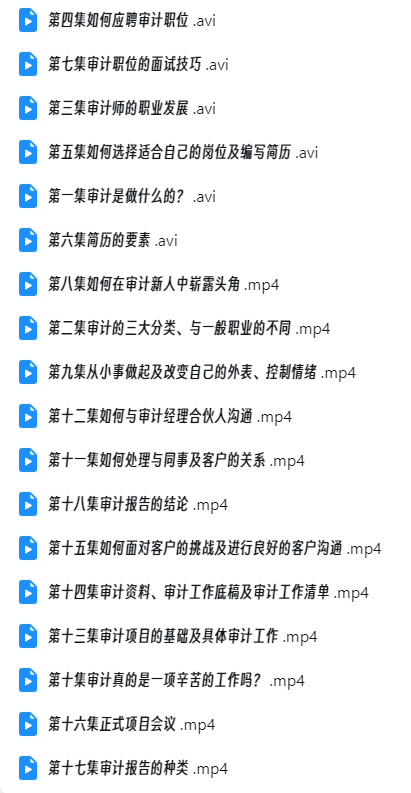 第四集如何应聘审计职位 .avi
第七集审计职位的面试技巧 .avi
第三集审计师的职业发展 .avi
第五集如何选择适合自己的岗位及编写简历 .avi
第一集审计是做什么的？ .avi
第六集简历的要素 .avi
第八集如何在审计新人中崭露头角 .mp4
第二集审计的三大分类、与一般职业的不同 .mp4
第九集从小事做起及改变自己的外表、控制情绪 .mp4
第十二集如何与审计经理合伙人沟通 .mp4
第十一集如何处理与同事及客户的关系 .mp4
第十八集审计报告的结论 .mp4
第十五集如何面对客户的挑战及进行良好的客户沟通 .mp4
第十四集审计资料、审计工作底稿及审计工作清单 .mp4
第十三集审计项目的基础及具体审计工作 .mp4
第十集审计真的是一项辛苦的工作吗？ .mp4
第十六集正式项目会议 .mp4
第十七集审计报告的种类 .mp4